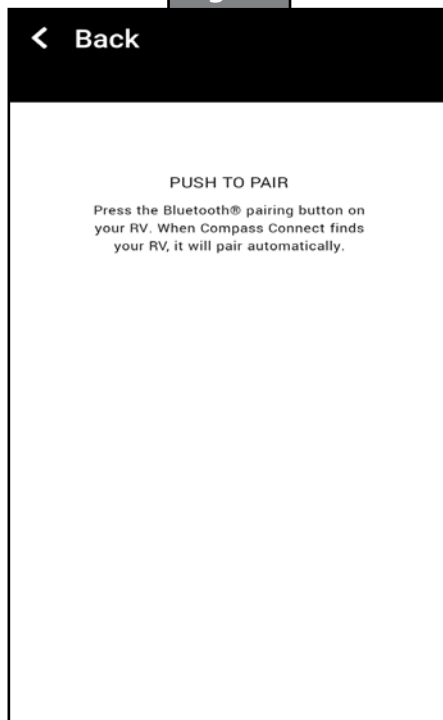 Back
PUSH TO PAIR
Press the Bluetooth® pairing button on
your RV. When Compass Connect finds
your RV, it will pair automatically.